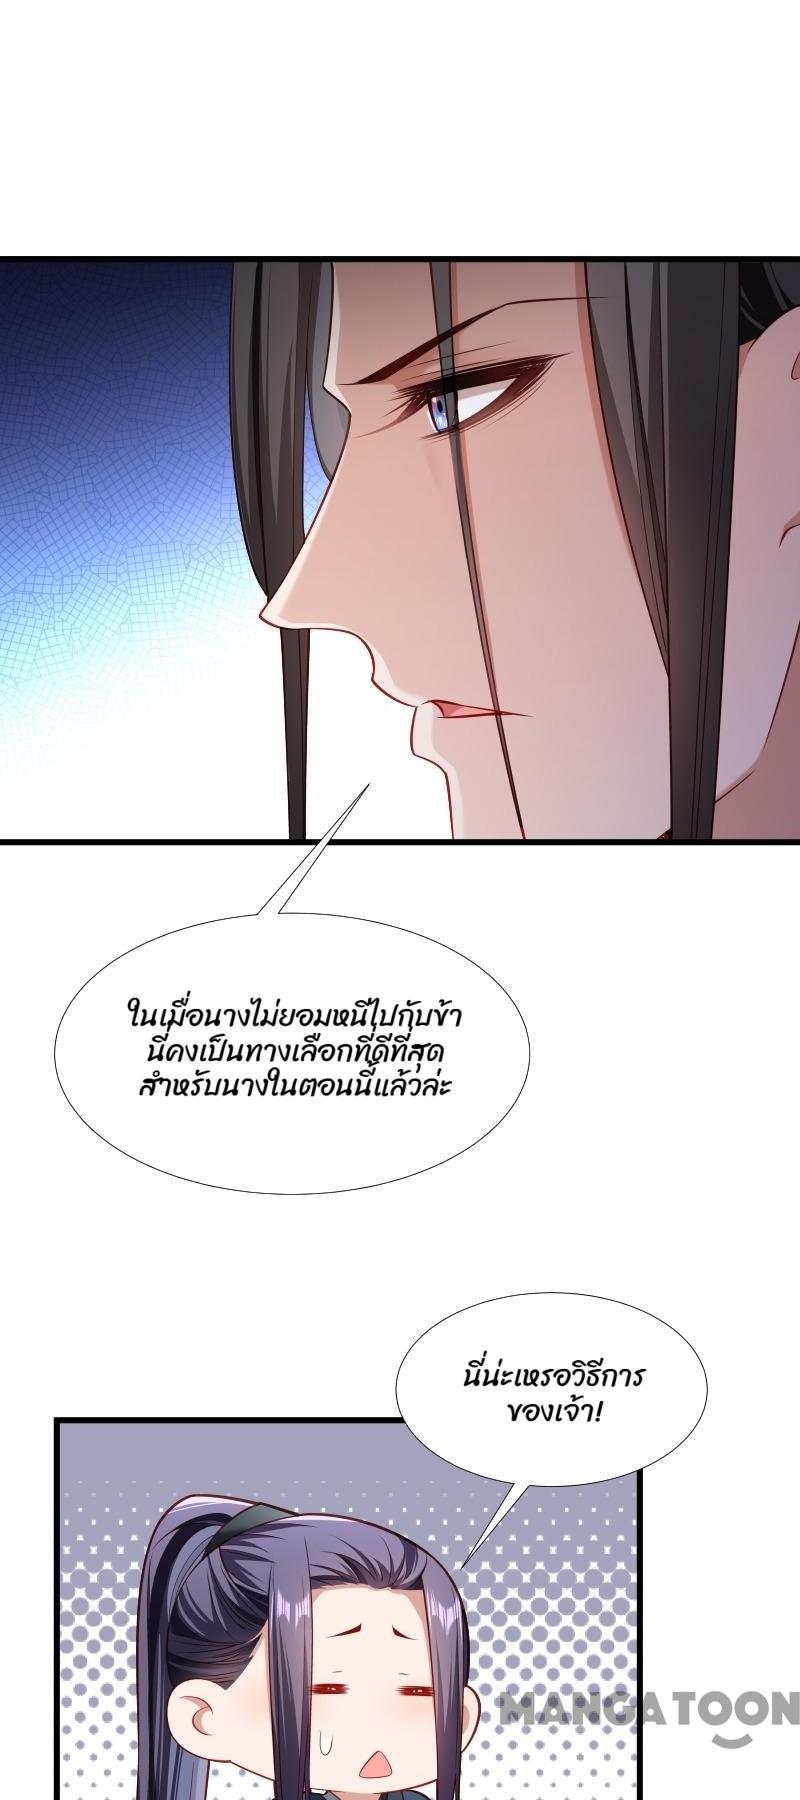 ในเมื่อนางไม่ยอมหนีไปกับข้า
นี่คงเป็นทางเลือกที่ดีที่สุด
สำหรับนางในตอนนี้แล้วล่ะ
นี่น่ะเหรอวิธีการ
ของเจ้า!
MANGATOON